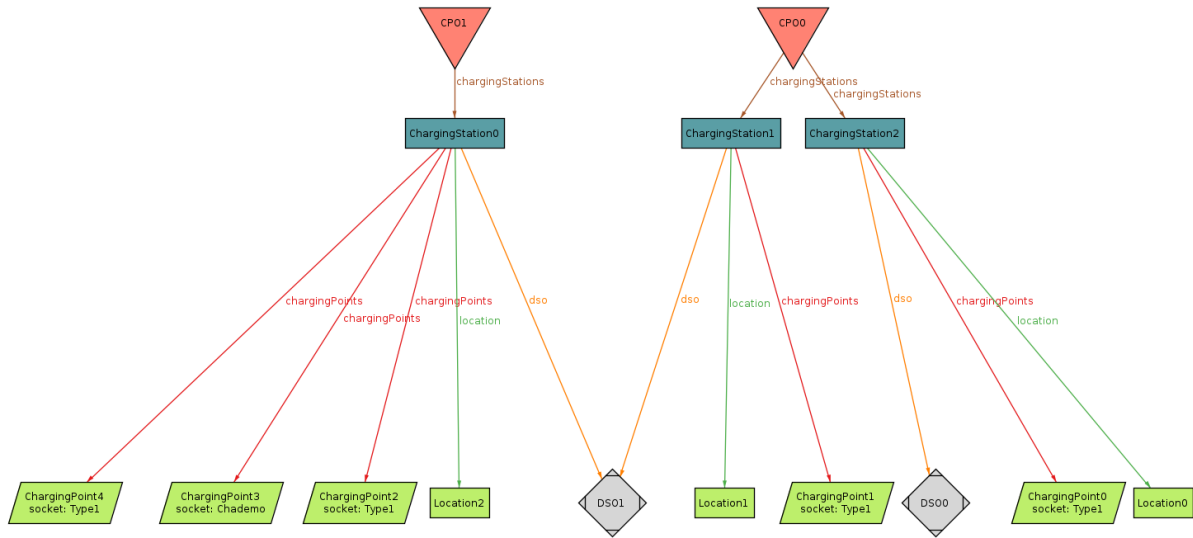 CPO1
CPO0
chargingStations
chargingStations
chargingStations
ChargingStation0
ChargingStation1
ChargingStation2
chargingPoints
chargingPoints
chargingPoints
location
dso
dso
location
chargingPoints
dso
chargingPoints
location
ChargingPoint4
socket: Type1
ChargingPoint3
socket: Chademo
ChargingPoint2
socket: Type1
Location2
DSO1
Location1
ChargingPoint1
socket: Type1
DSO0
ChargingPoint0
socket: Type1
Location0